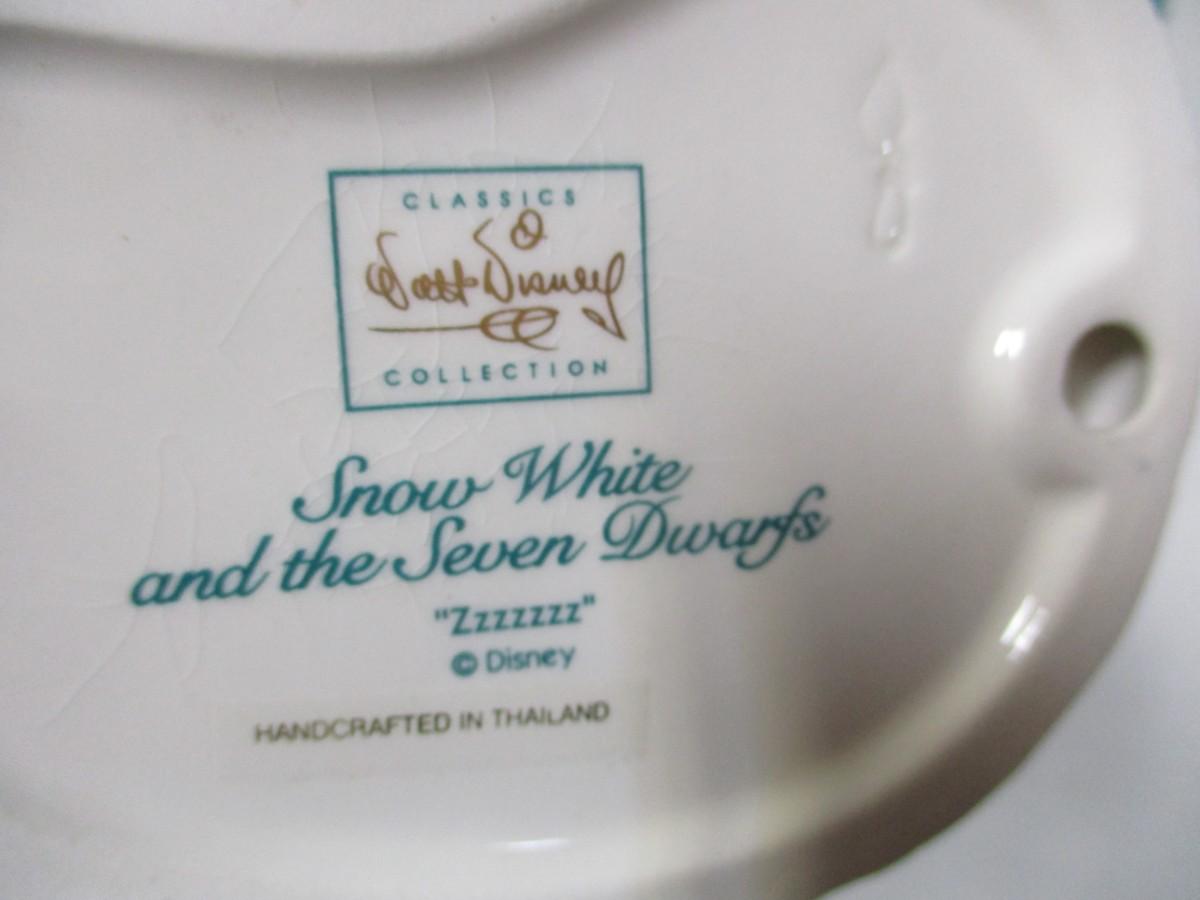 CLASSICS
Walt Disney
COLLECTION
Snow White
and the Seven Dwarfs
"Zzzzzzz"
© Disney
HANDCRAFTED IN THAILAND